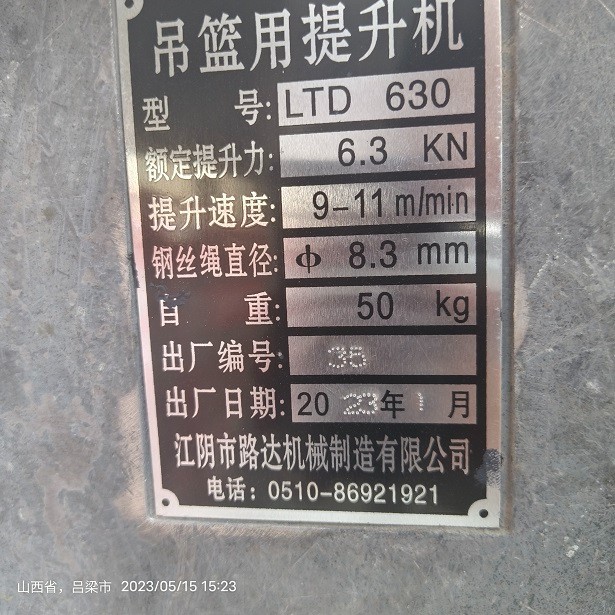 吊篮用提升机
型 号: LTD 630
额定提升力: 6.3 KN
提升速度: 9-11 m/min
钢丝绳直径: ф 8.3 mm
自 重: 50 kg
出厂编号: 36
出厂日期: 2023年1月
江阴市路达机械制造有限公司
电话: 0510-86921921
山西省，吕梁市 2023/05/15 15:23